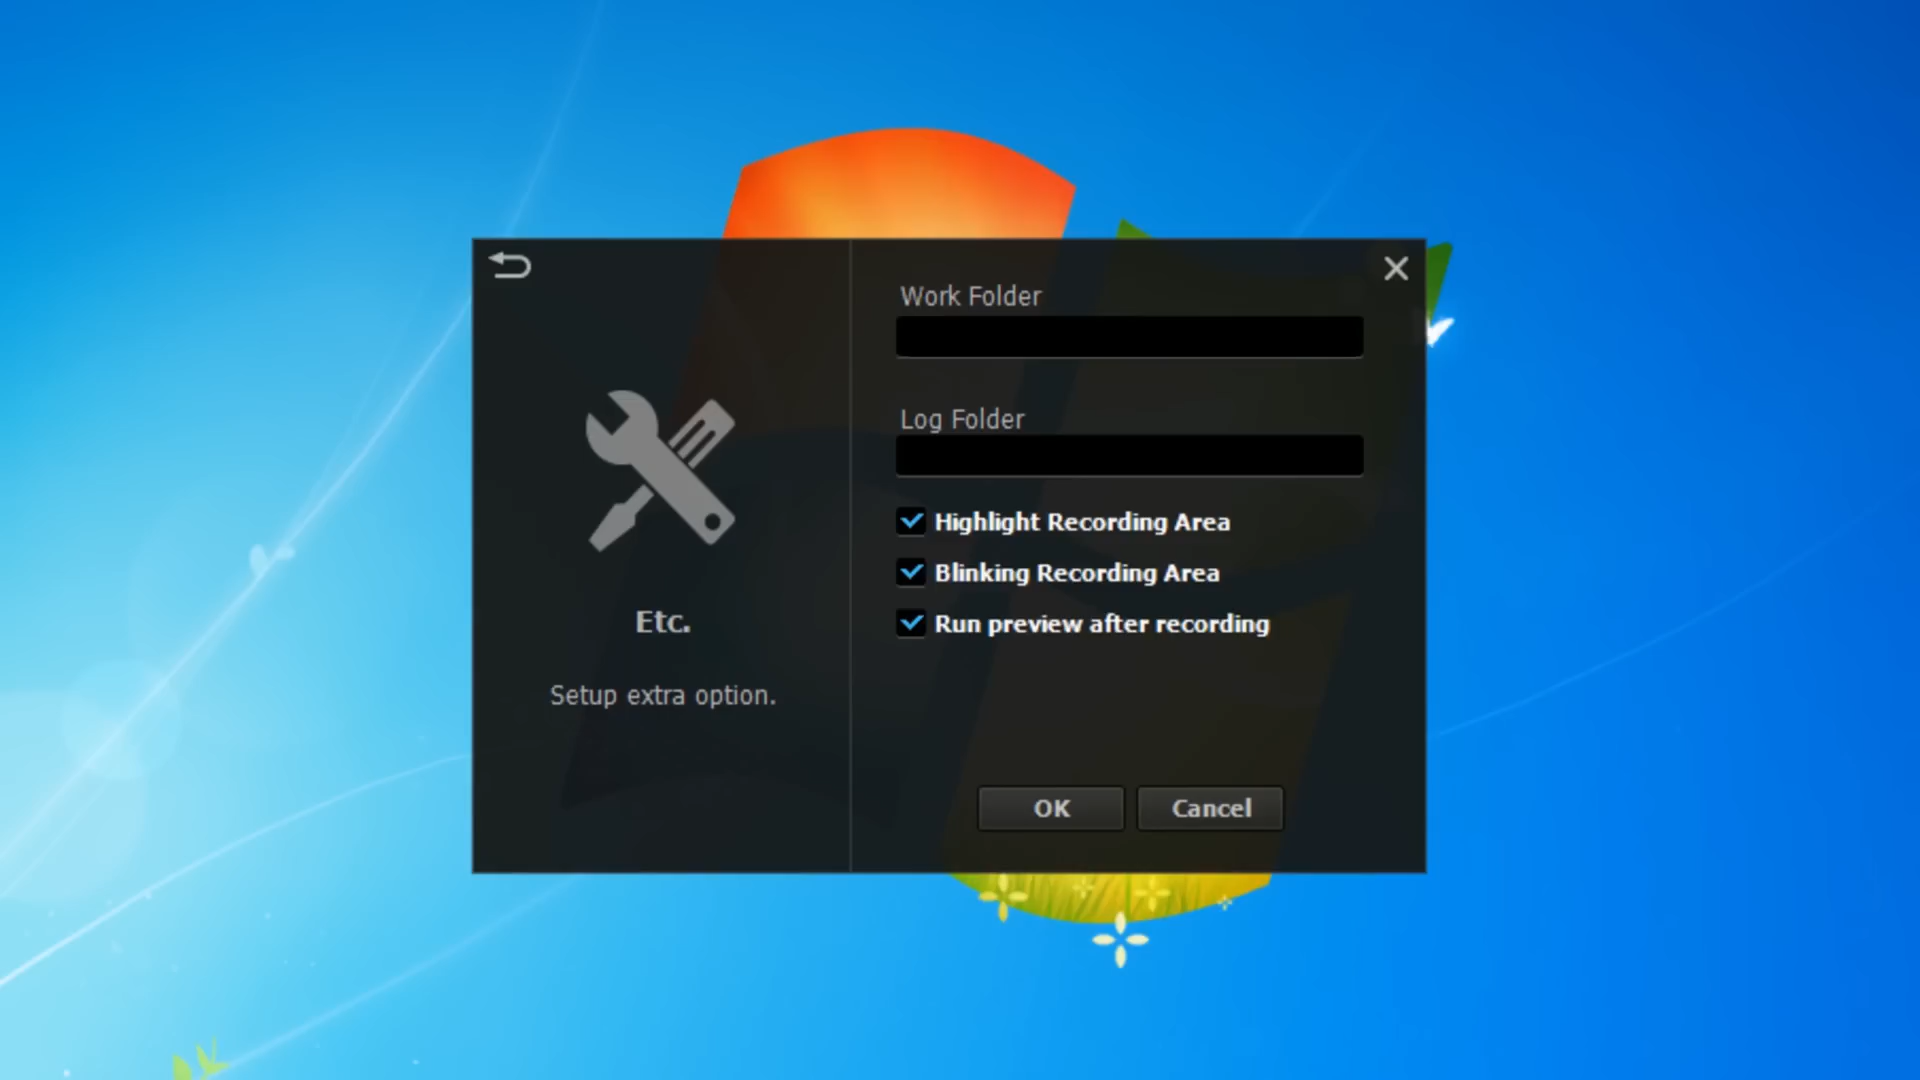 Work Folder
Log Folder
Highlight Recording Area
Blinking Recording Area
Run preview after recording
Etc.
Setup extra option.
OK
Cancel